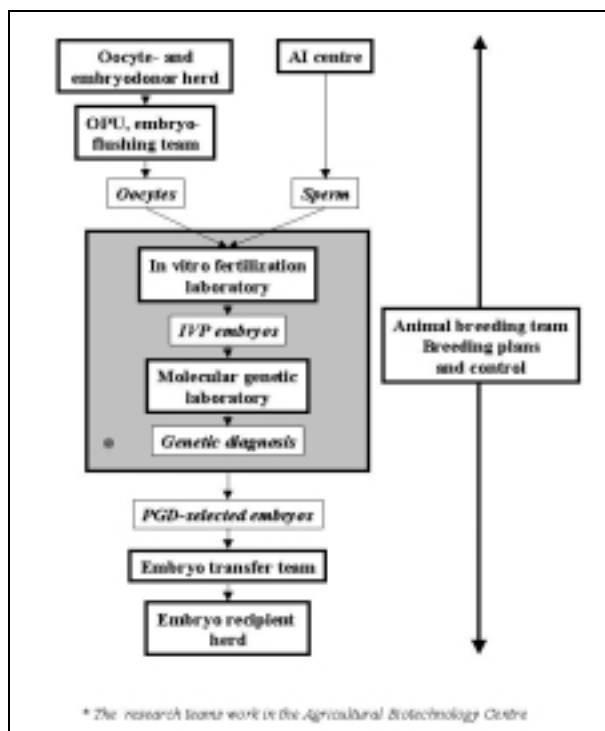 Oocyte- and
embryodonor herd
AI centre
OPU, embryo-
flushing team
Oocytes
Sperm
In vitro fertilization
laboratory
IVP embryos
Molecular genetic
laboratory
* Genetic diagnosis
Animal breeding team
Breeding plans
and control
PGD-selected embryos
Embryo transfer team
Embryo recipient
herd
* The research teams work in the Agricultural Biotechnology Centre